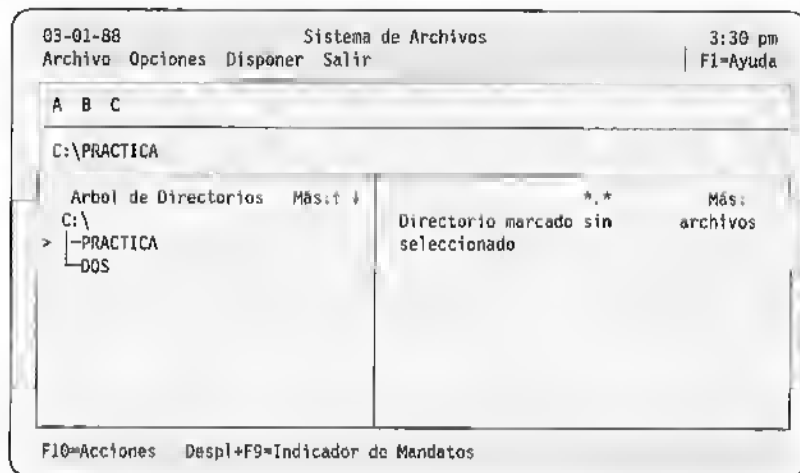 03-01-88 Sistema de Archivos 3:30 pm
Archivo Opciones Disponer Salir F1=Ayuda
A B C
C:\PRACTICA
Arbol de Directorios Más:↑ ↓
C:\
> ├─PRACTICA
└─DOS
*.* Más:
Directorio marcado sin archivos
seleccionado
F10=Acciones Despl+F9=Indicador de Mandatos